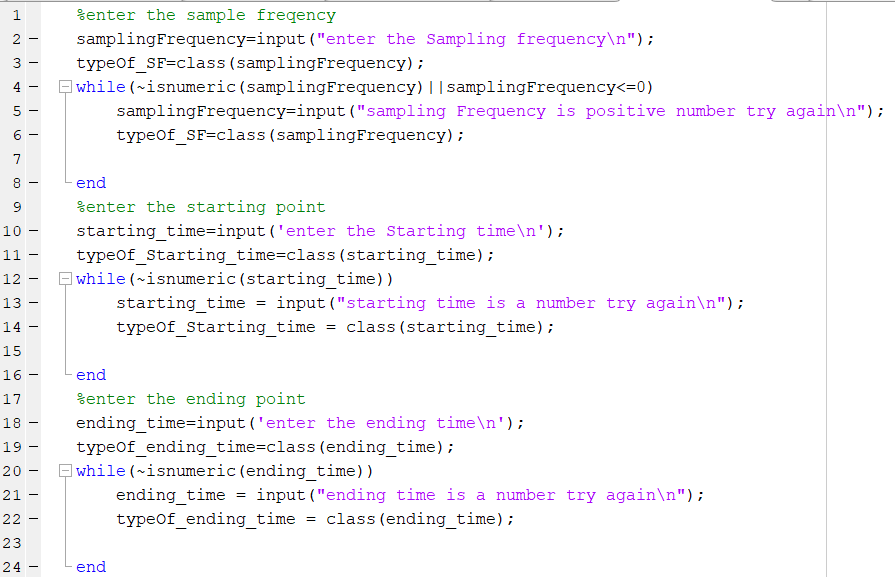 1 %enter the sample freqency
2 – samplingFrequency=input("enter the Sampling frequency\n");
3 – typeOf_SF=class(samplingFrequency);
4 – while(~isnumeric(samplingFrequency)||samplingFrequency<=0)
5 – samplingFrequency=input("sampling Frequency is positive number try again\n");
6 – typeOf_SF=class(samplingFrequency);
7
8 – end
9 %enter the starting point
10 – starting_time=input('enter the Starting time\n');
11 – typeOf_Starting_time=class(starting_time);
12 – while(~isnumeric(starting_time))
13 – starting_time = input("starting time is a number try again\n");
14 – typeOf_Starting_time = class(starting_time);
15
16 – end
17 %enter the ending point
18 – ending_time=input('enter the ending time\n');
19 – typeOf_ending_time=class(ending_time);
20 – while(~isnumeric(ending_time))
21 – ending_time = input("ending time is a number try again\n");
22 – typeOf_ending_time = class(ending_time);
23
24 – end